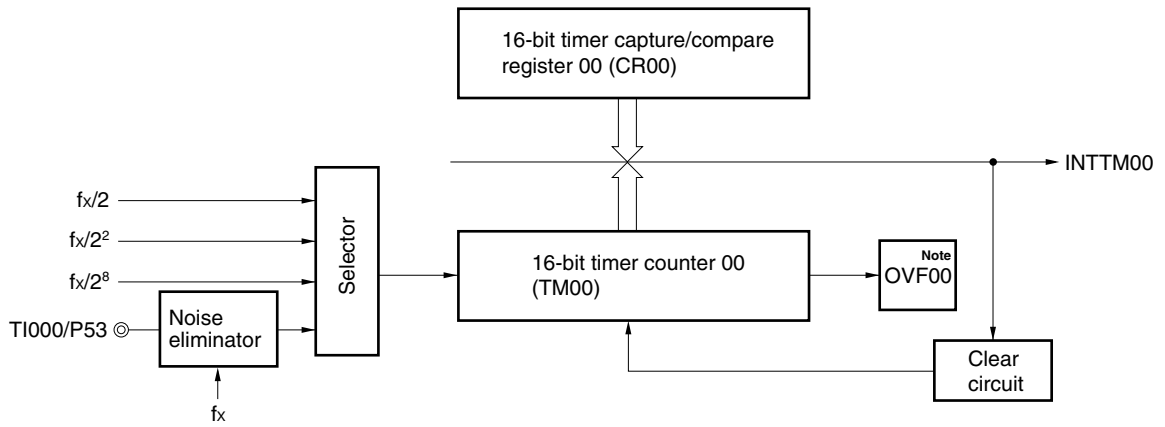 16-bit timer capture/compare
register 00 (CR00)
INTTM00
fx/2
fx/2²
fx/2⁸
TI000/P53
Noise
eliminator
fx
Selector
16-bit timer counter 00
(TM00)
Note
OVF00
Clear
circuit